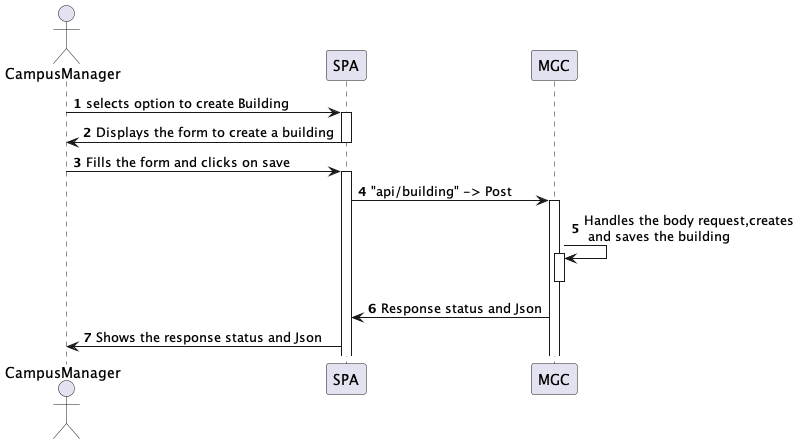 CampusManager
SPA
MGC
1 selects option to create Building
2 Displays the form to create a building
3 Fills the form and clicks on save
4 "api/building" -> Post
5 Handles the body request,creates
and saves the building
6 Response status and Json
7 Shows the response status and Json
CampusManager
SPA
MGC